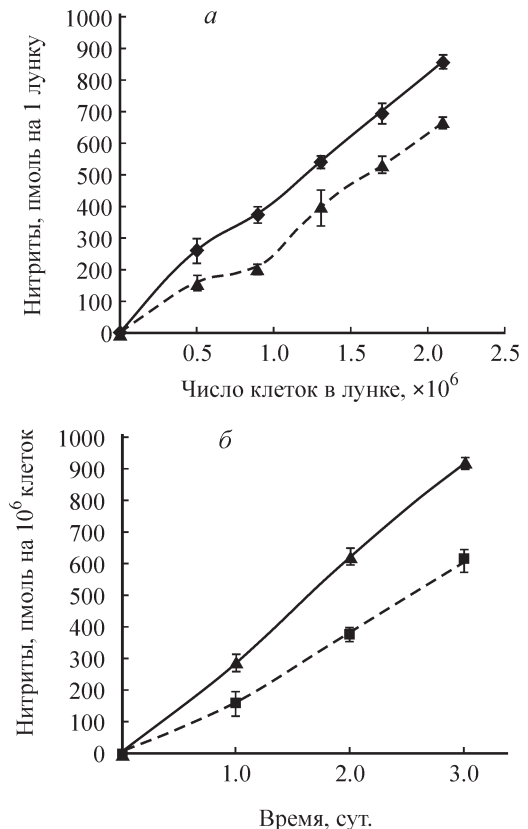 а
1000
900
800
700
600
500
400
300
200
100
0
Нитриты, пмоль на 1 лунку
0.5 1.0 1.5 2.0 2.5
Число клеток в лунке, ×10⁶
б
1000
900
800
700
600
500
400
300
200
100
0
Нитриты, пмоль на 10⁶ клеток
1.0 2.0 3.0
Время, сут.